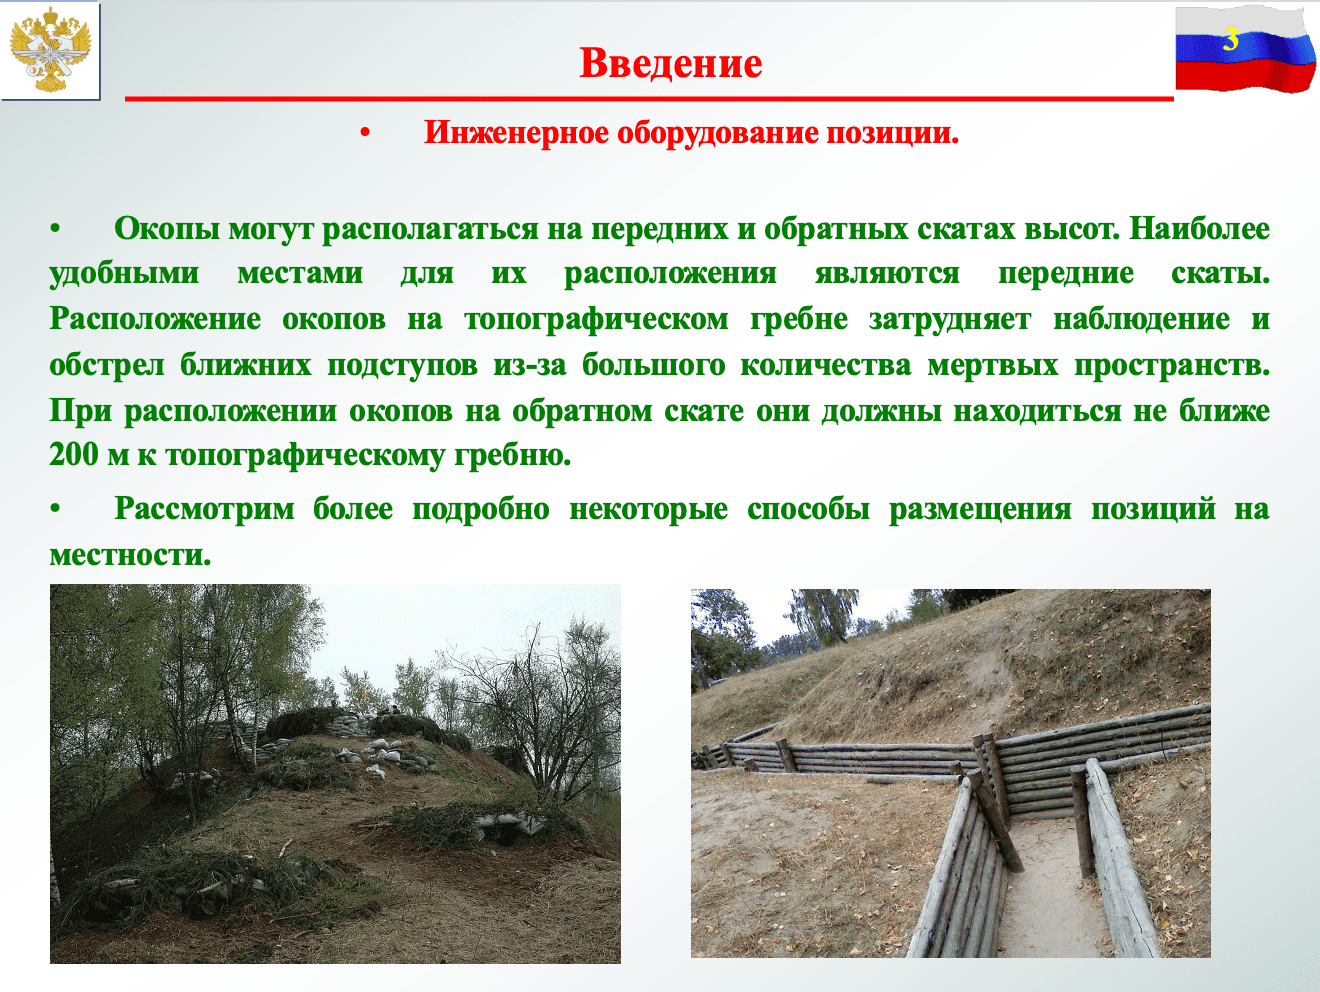 3
Введение
• Инженерное оборудование позиции.
• Окопы могут располагаться на передних и обратных скатах высот. Наиболее
удобными местами для их расположения являются передние скаты.
Расположение окопов на топографическом гребне затрудняет наблюдение и
обстрел ближних подступов из-за большого количества мертвых пространств.
При расположении окопов на обратном скате они должны находиться не ближе
200 м к топографическому гребню.
• Рассмотрим более подробно некоторые способы размещения позиций на
местности.